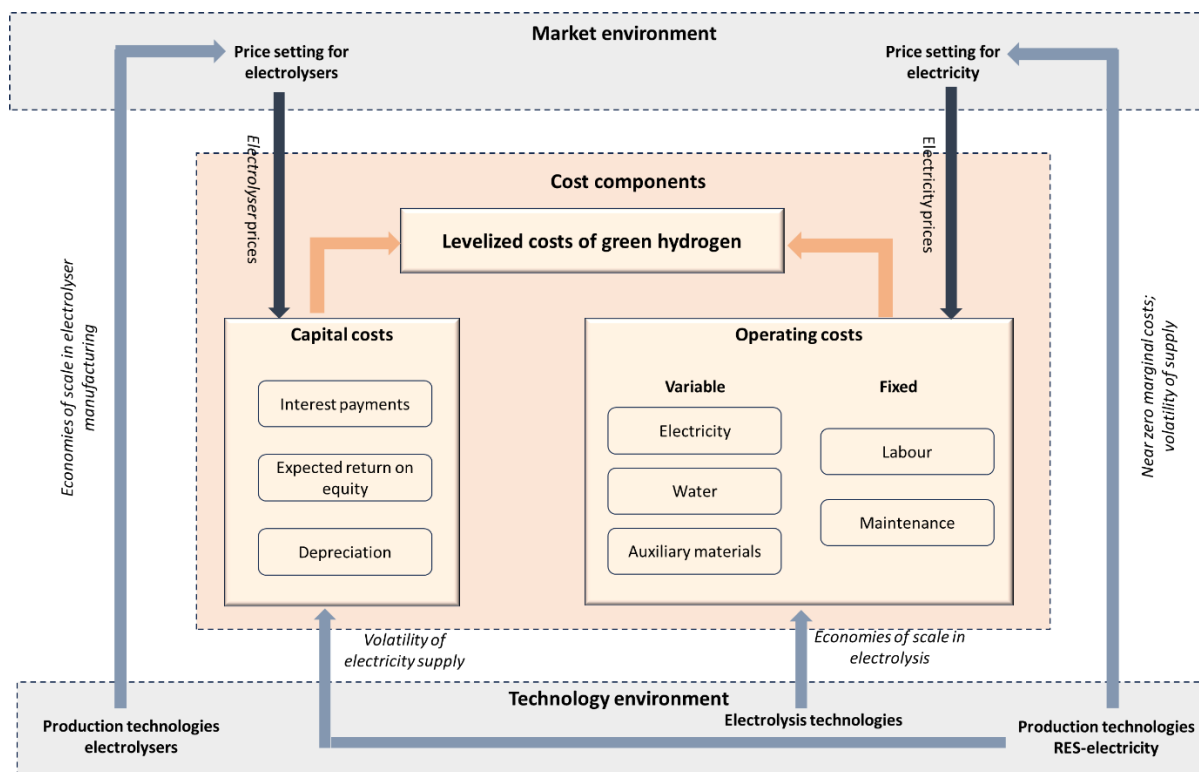 Market environment
Price setting for
electrolysers
Price setting for
electricity
Electrolyser prices
Electricity prices
Economies of scale in electrolyser
manufacturing
Near zero marginal costs;
volatility of supply
Cost components
Levelized costs of green hydrogen
Capital costs
Interest payments
Expected return on
equity
Depreciation
Operating costs
Variable
Fixed
Electricity
Water
Auxiliary materials
Labour
Maintenance
Volatility of
electricity supply
Economies of scale in
electrolysis
Technology environment
Production technologies
electrolysers
Electrolysis technologies
Production technologies
RES-electricity